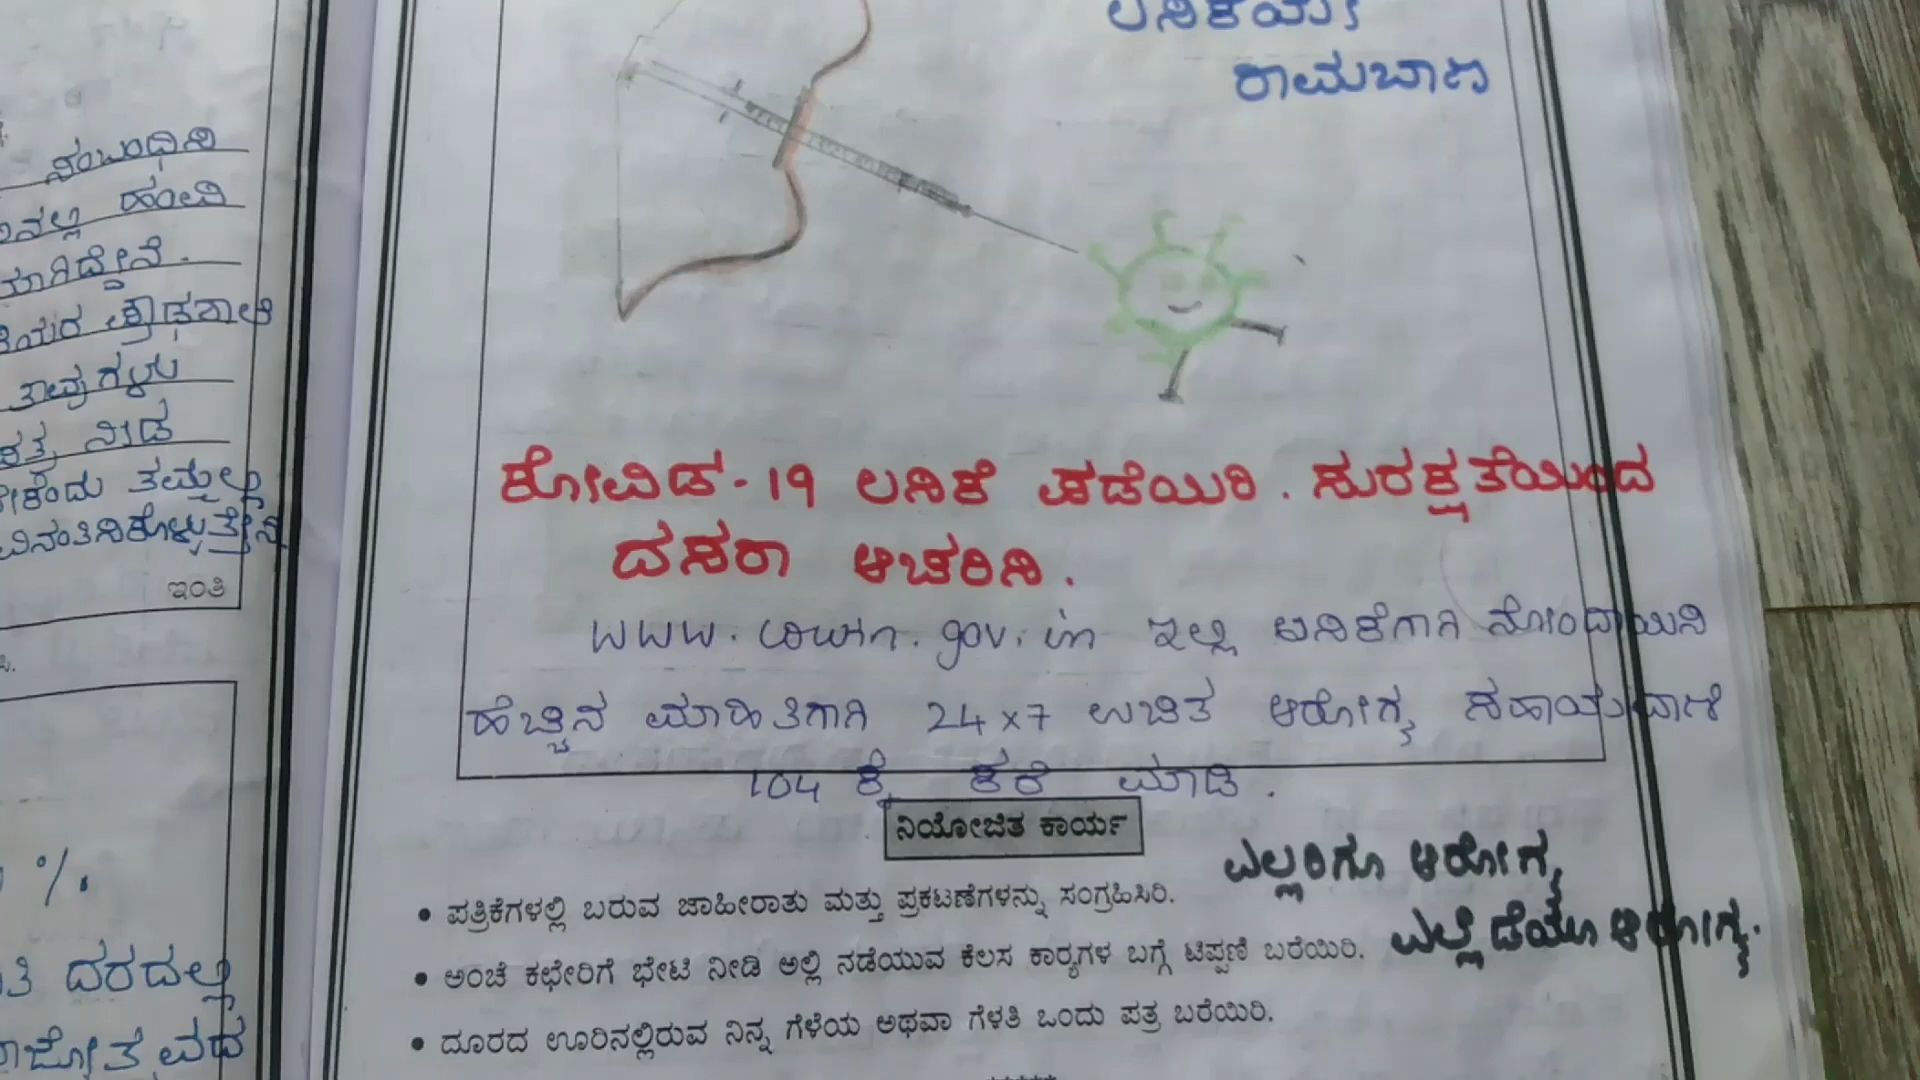 ಸಂಬಂಧಿಸಿ
ಹಂಪಿ
ಮಾಗಿದ್ದೇನೆ.
ಪ್ರೌಢಶಾಲೆ
ತಾವುಗಳು
ಪತ್ರ ನೀಡ
ಬೇಕೆಂದು ತಮ್ಮಲ್ಲಿ
ವಿನಂತಿಸಿಕೊಳ್ಳುತ್ತೇನೆ
ಇಂತಿ
%.
ದರದಲ್ಲಿ
ಲಸಿಕೆಯೇ
ರಾಮಬಾಣ
ಕೋವಿಡ್-19 ಲಸಿಕೆ ಪಡೆಯಿರಿ. ಸುರಕ್ಷತೆಯಿಂದ
ದಸರಾ ಆಚರಿಸಿ.
www.cowin.gov.in ಇಲ್ಲಿ ಲಸಿಕೆಗಾಗಿ ನೋಂದಾಯಿಸಿ
ಹೆಚ್ಚಿನ ಮಾಹಿತಿಗಾಗಿ 24x7 ಉಚಿತ ಆರೋಗ್ಯ ಸಹಾಯವಾಣಿ
104 ಕ್ಕೆ ಕರೆ ಮಾಡಿ.
ನಿಯೋಜಿತ ಕಾರ್ಯ
ಎಲ್ಲರಿಗೂ ಆರೋಗ್ಯ
ಎಲ್ಲೆಡೆಯೂ ಆರೋಗ್ಯ.
• ಪತ್ರಿಕೆಗಳಲ್ಲಿ ಬರುವ ಜಾಹೀರಾತು ಮತ್ತು ಪ್ರಕಟಣೆಗಳನ್ನು ಸಂಗ್ರಹಿಸಿರಿ.
• ಅಂಚೆ ಕಛೇರಿಗೆ ಭೇಟಿ ನೀಡಿ ಅಲ್ಲಿ ನಡೆಯುವ ಕೆಲಸ ಕಾರ್‍ಯಗಳ ಬಗ್ಗೆ ಟಿಪ್ಪಣಿ ಬರೆಯಿರಿ.
• ದೂರದ ಊರಿನಲ್ಲಿರುವ ನಿನ್ನ ಗೆಳೆಯ ಅಥವಾ ಗೆಳತಿ ಒಂದು ಪತ್ರ ಬರೆಯಿರಿ.